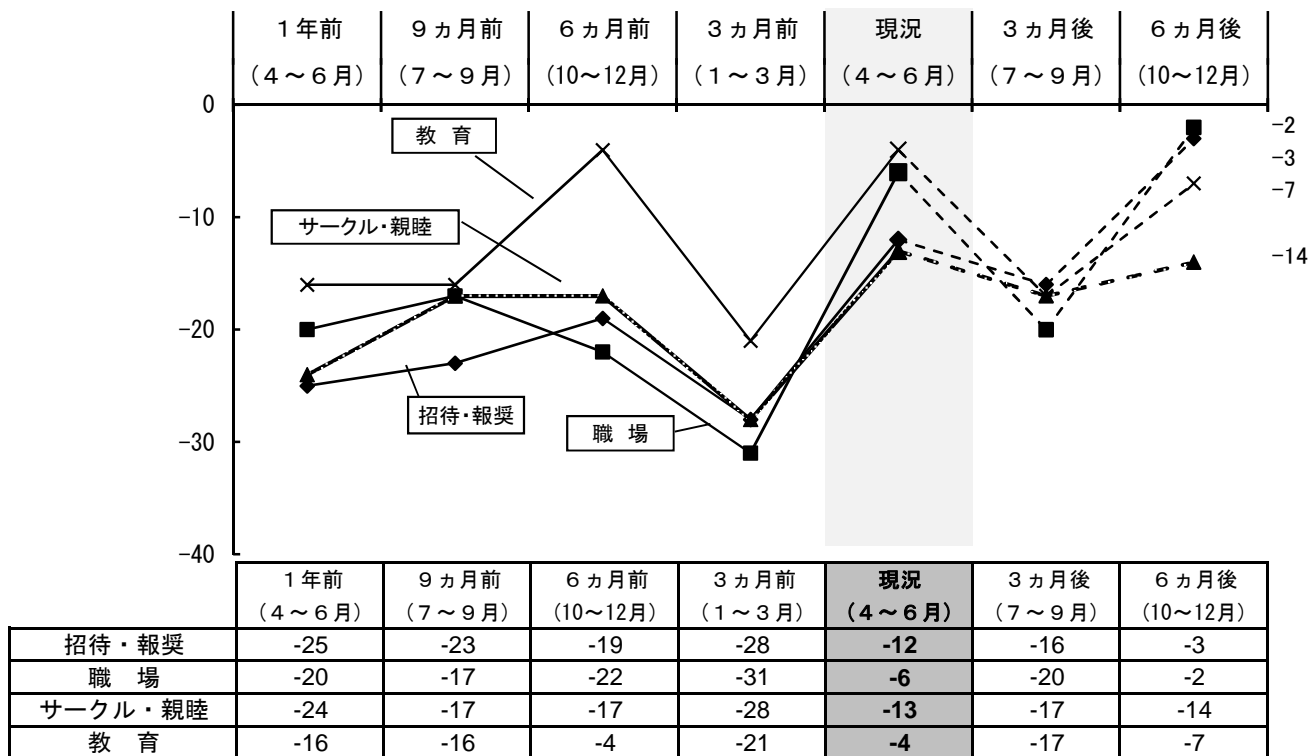 1年前 9ヵ月前 6ヵ月前 3ヵ月前 現況 3ヵ月後 6ヵ月後
(4～6月) (7～9月) (10～12月) (1～3月) (4～6月) (7～9月) (10～12月)
0
-10
-20
-30
-40
教 育
サークル・親睦
招待・報奨
職 場
-2
-3
-7
-14
1年前 9ヵ月前 6ヵ月前 3ヵ月前 現況 3ヵ月後 6ヵ月後
(4～6月) (7～9月) (10～12月) (1～3月) (4～6月) (7～9月) (10～12月)
招待・報奨 -25 -23 -19 -28 -12 -16 -3
職 場 -20 -17 -22 -31 -6 -20 -2
サークル・親睦 -24 -17 -17 -28 -13 -17 -14
教 育 -16 -16 -4 -21 -4 -17 -7